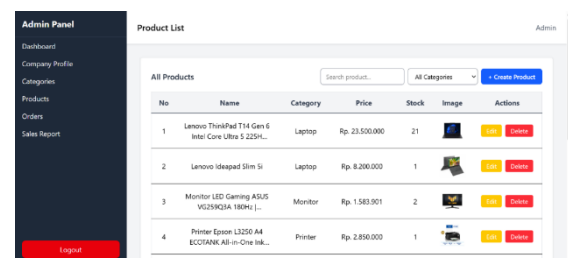 Admin Panel
Product List
Admin
Dashboard
Company Profile
Categories
Products
Orders
Sales Report
Logout
All Products
Search product...
All Categories
+ Create Product
No Name Category Price Stock Image Actions
1 Lenovo ThinkPad T14 Gen 6 Laptop Rp. 23.500.000 21 Edit Delete
Intel Core Ultra 5 225H...
2 Lenovo Ideapad Slim 5i Laptop Rp. 8.200.000 1 Edit Delete
3 Monitor LED Gaming ASUS Monitor Rp. 1.583.901 2 Edit Delete
VG259Q3A 180Hz |...
4 Printer Epson L3250 A4 Printer Rp. 2.850.000 1 Edit Delete
ECOTANK All-in-One Ink...